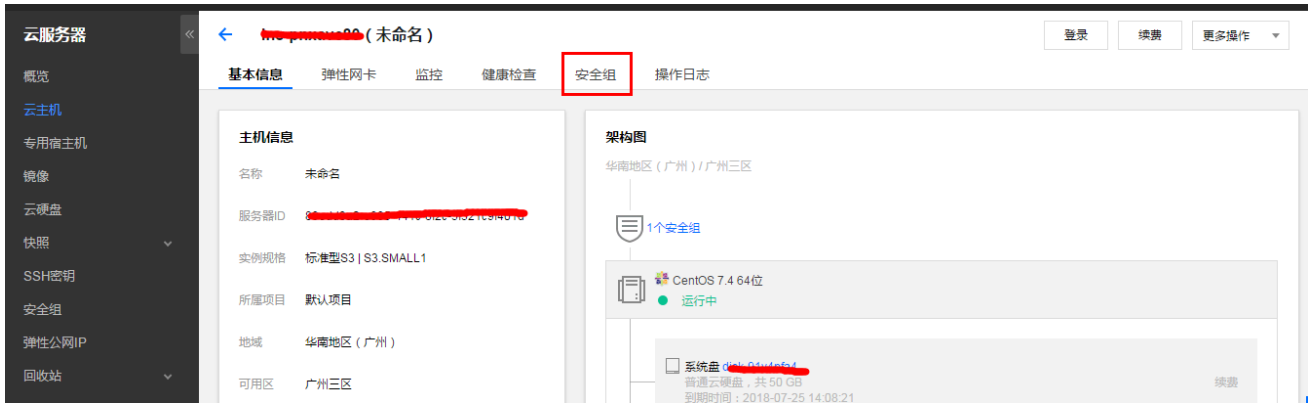 云服务器
概览
云主机
专用宿主机
镜像
云硬盘
快照
SSH密钥
安全组
弹性公网IP
回收站
(未命名)
登录 续费 更多操作
基本信息 弹性网卡 监控 健康检查 安全组 操作日志
主机信息
名称 未命名
服务器ID
实例规格 标准型S3 | S3.SMALL1
所属项目 默认项目
地域 华南地区(广州)
可用区 广州三区
架构图
华南地区(广州)/ 广州三区
1个安全组
CentOS 7.4 64位
运行中
系统盘
普通云硬盘,共 50 GB
续费
到期时间:2018-07-25 14:08:21